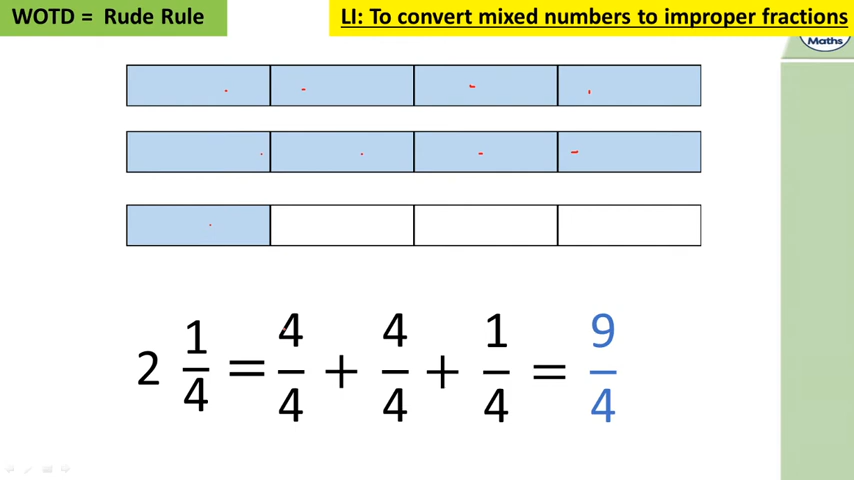 WOTD = Rude Rule
LI: To convert mixed numbers to improper fractions
Maths
2 1/4 = 4/4 + 4/4 + 1/4 = 9/4